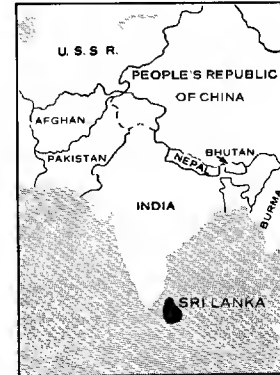 U. S. S R.
PEOPLE'S REPUBLIC
OF CHINA
AFGHAN
PAKISTAN
NEPAL
BHUTAN
INDIA
BURMA
SRI LANKA